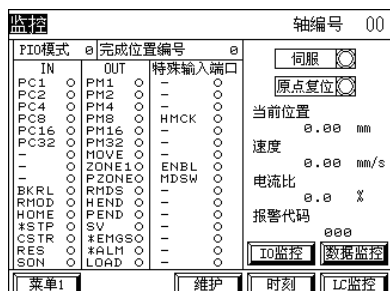 监控 轴编号 00
PIO模式 0 完成位置编号 0
IN OUT 特殊输入端口
PC1 PM1 –
PC2 PM2 –
PC4 PM4 –
PC8 PM8 HMCK
PC16 PM16 –
PC32 PM32 –
– MOVE –
– ZONE1 ENBL
– PZONE MDSW
BKRL RMDS –
RMOD HEND –
HOME PEND –
*STP SV –
CSTR *EMGS –
RES *ALM –
SON LOAD –
伺服
原点复位
当前位置
0.00 mm
速度
0.00 mm/s
电流比
0.0 %
报警代码
000
IO监控 数据监控
菜单1 维护 时刻 LC监控